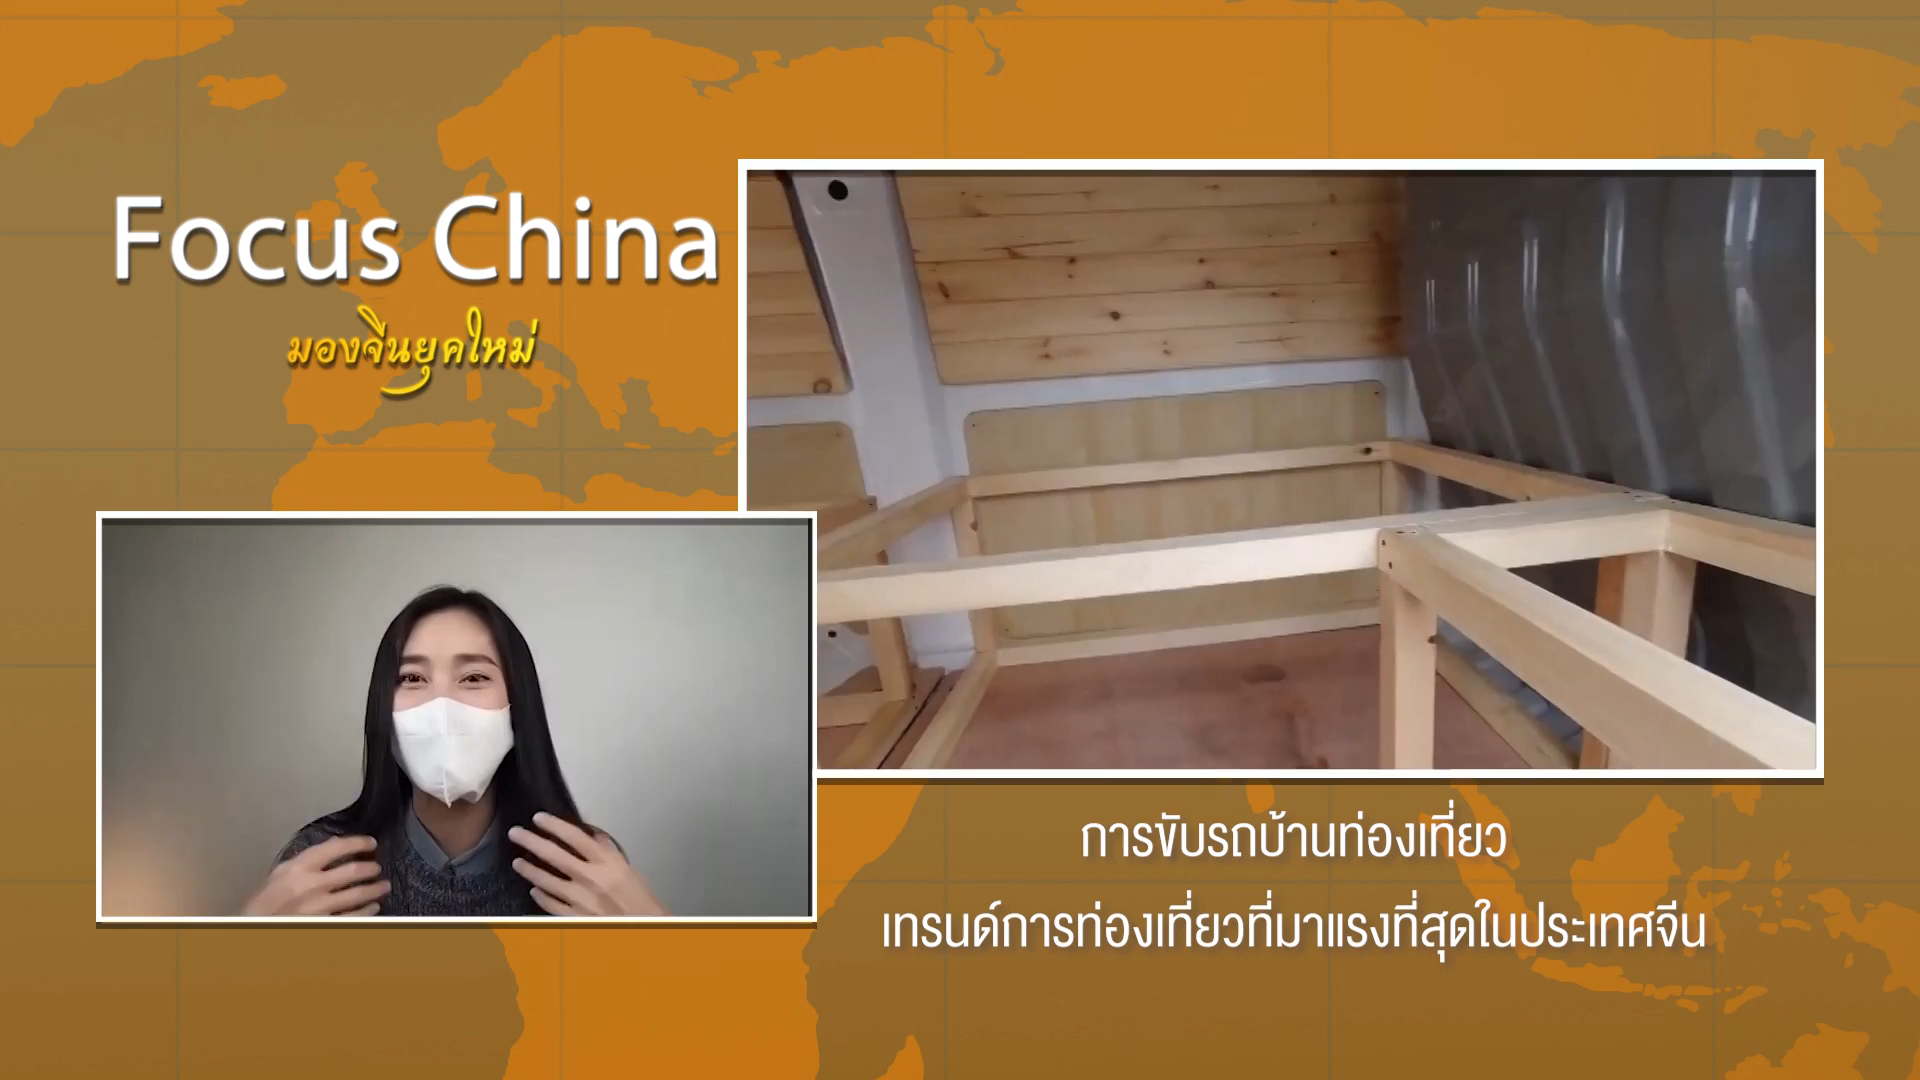 Focus China
มองจีนยุคใหม่
การขับรถบ้านท่องเที่ยว
เทรนด์การท่องเที่ยวที่มาแรงที่สุดในประเทศจีน